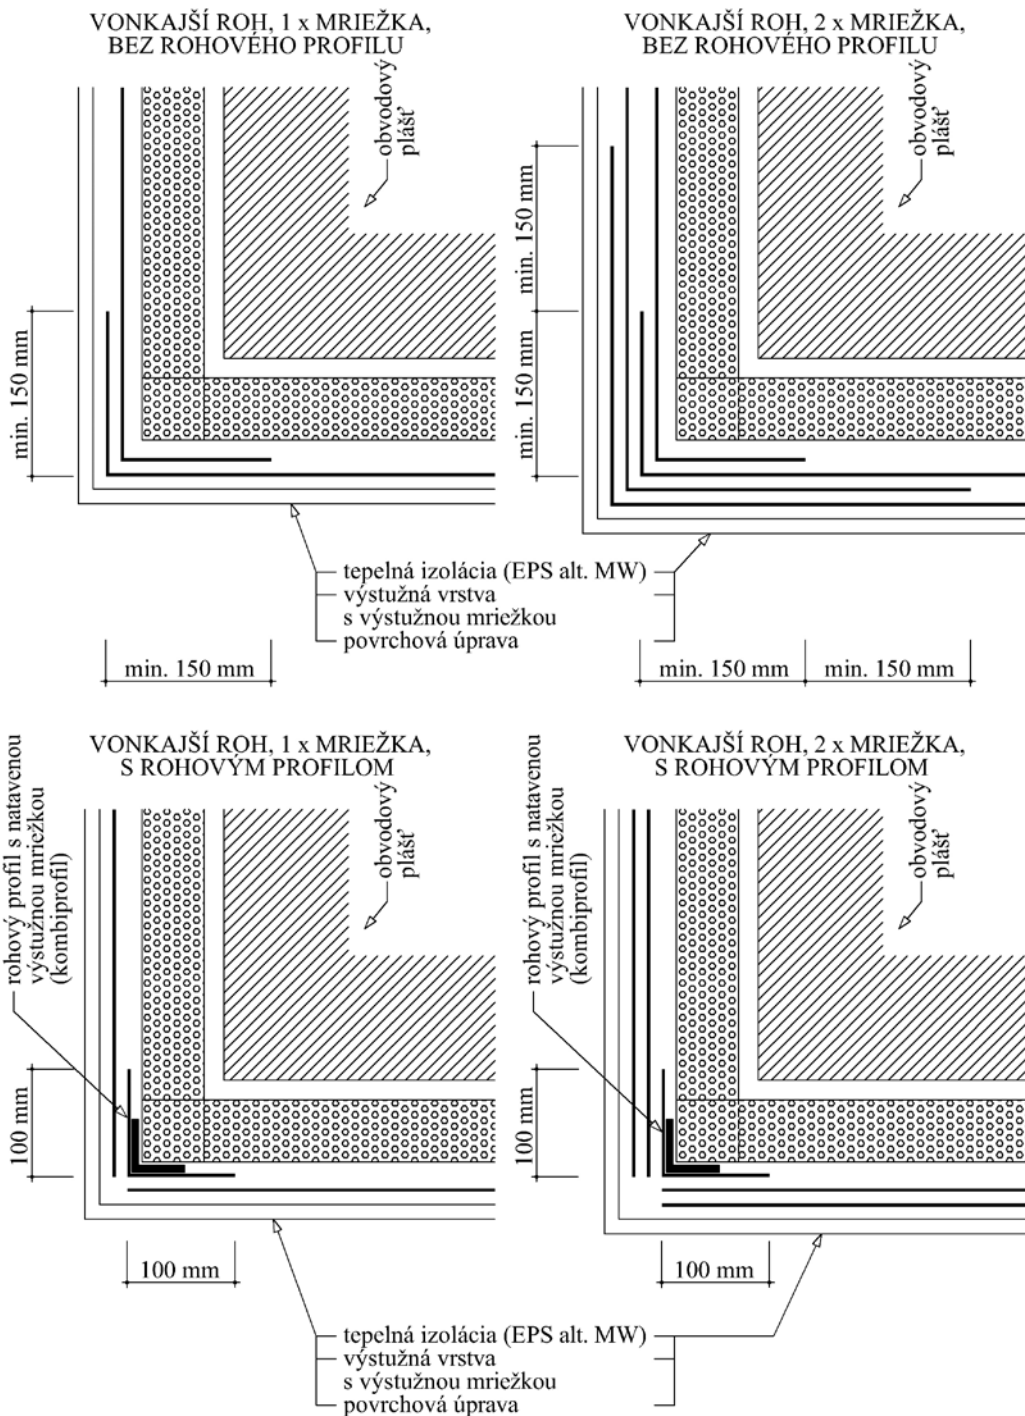 VONKAJŠÍ ROH, 1 x MRIEŽKA,
BEZ ROHOVÉHO PROFILU
obvodový
plášť
min. 150 mm
VONKAJŠÍ ROH, 2 x MRIEŽKA,
BEZ ROHOVÉHO PROFILU
obvodový
plášť
min. 150 mm
min. 150 mm
tepelná izolácia (EPS alt. MW)
výstužná vrstva
s výstužnou mriežkou
povrchová úprava
min. 150 mm
min. 150 mm
min. 150 mm
VONKAJŠÍ ROH, 1 x MRIEŽKA,
S ROHOVÝM PROFILOM
rohový profil s natavenou
výstužnou mriežkou
(kombiprofil)
obvodový
plášť
100 mm
100 mm
VONKAJŠÍ ROH, 2 x MRIEŽKA,
S ROHOVÝM PROFILOM
rohový profil s natavenou
výstužnou mriežkou
(kombiprofil)
obvodový
plášť
100 mm
100 mm
tepelná izolácia (EPS alt. MW)
výstužná vrstva
s výstužnou mriežkou
povrchová úprava